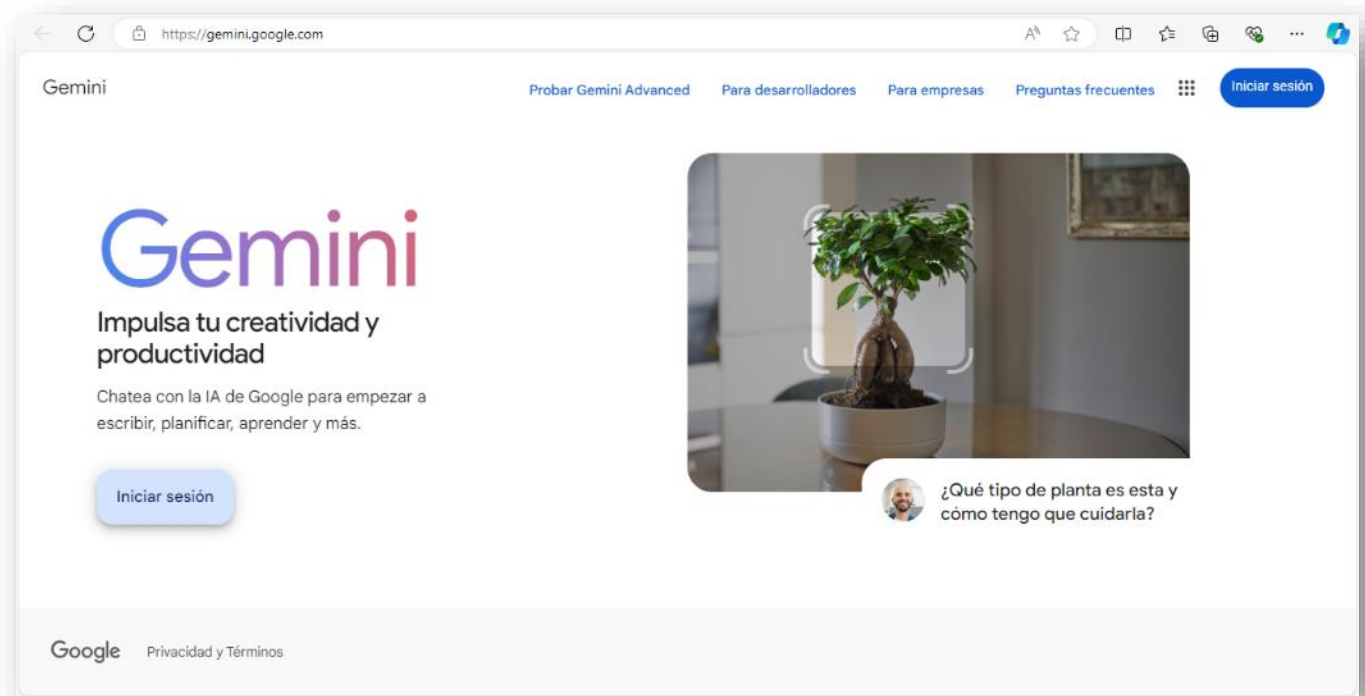 https://gemini.google.com
Gemini
Probar Gemini Advanced
Para desarrolladores
Para empresas
Preguntas frecuentes
Iniciar sesión
Gemini
Impulsa tu creatividad y
productividad
Chatea con la IA de Google para empezar a
escribir, planificar, aprender y más.
Iniciar sesión
¿Qué tipo de planta es esta y
cómo tengo que cuidarla?
Google
Privacidad y Términos